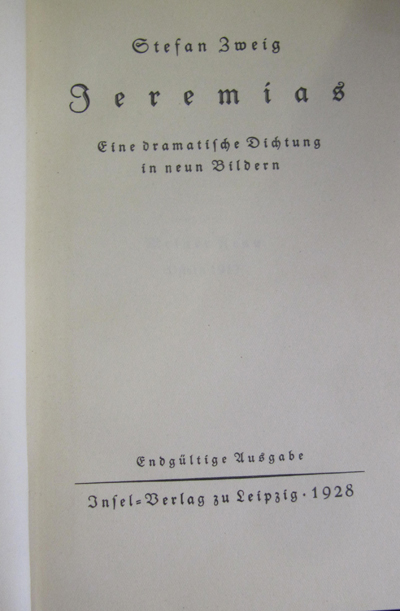 Stefan Zweig
Jeremias
Eine dramatiſche Dichtung
in neun Bildern
Endgültige Ausgabe
Inſel-Verlag zu Leipzig · 1928